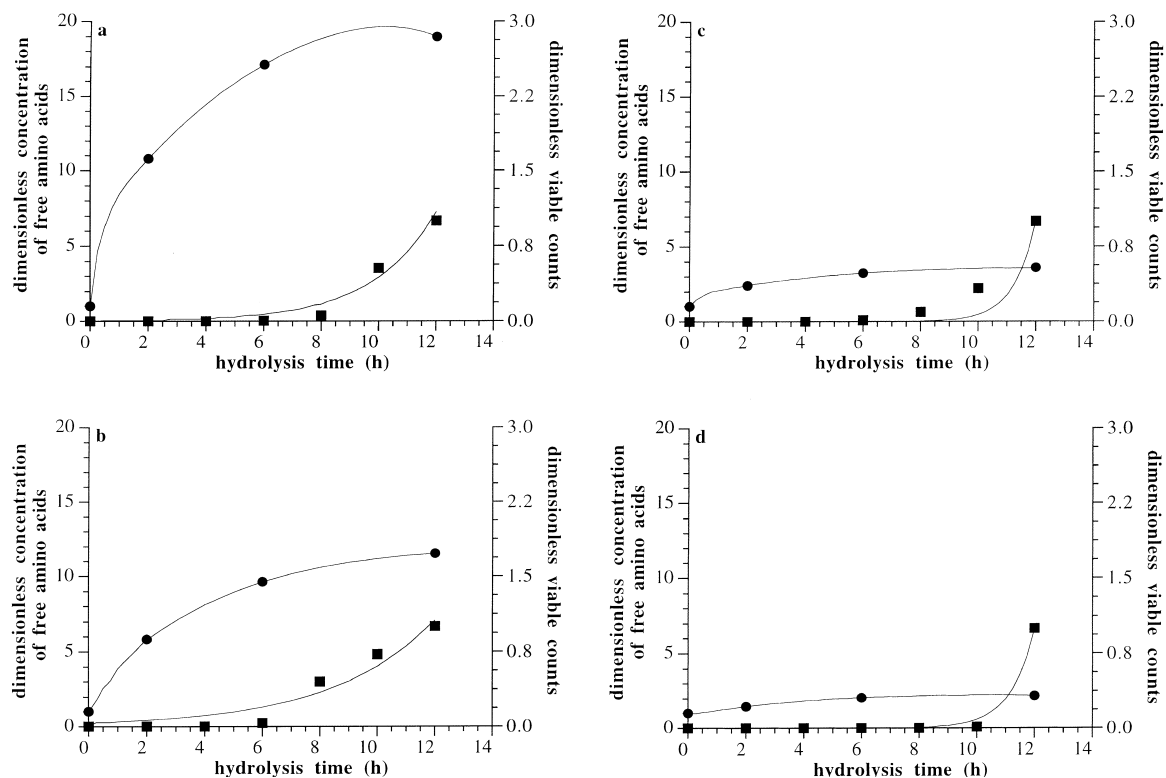 a
dimensionless concentration
of free amino acids
20
15
10
5
0
3.0
2.2
1.5
0.8
0.0
dimensionless viable
counts
0 2 4 6 8 10 12 14
hydrolysis time (h)
c
dimensionless concentration
of free amino acids
20
15
10
5
0
3.0
2.2
1.5
0.8
0.0
dimensionless viable counts
0 2 4 6 8 10 12 14
hydrolysis time (h)
b
dimensionless concentration
of free amino acids
20
15
10
5
0
3.0
2.2
1.5
0.8
0.0
dimensionless viable counts
0 2 4 6 8 10 12 14
hydrolysis time (h)
d
dimensionless concentration
of free amino acids
20
15
10
5
0
3.0
2.2
1.5
0.8
0.0
dimensionless viable counts
0 2 4 6 8 10 12 14
hydrolysis time (h)